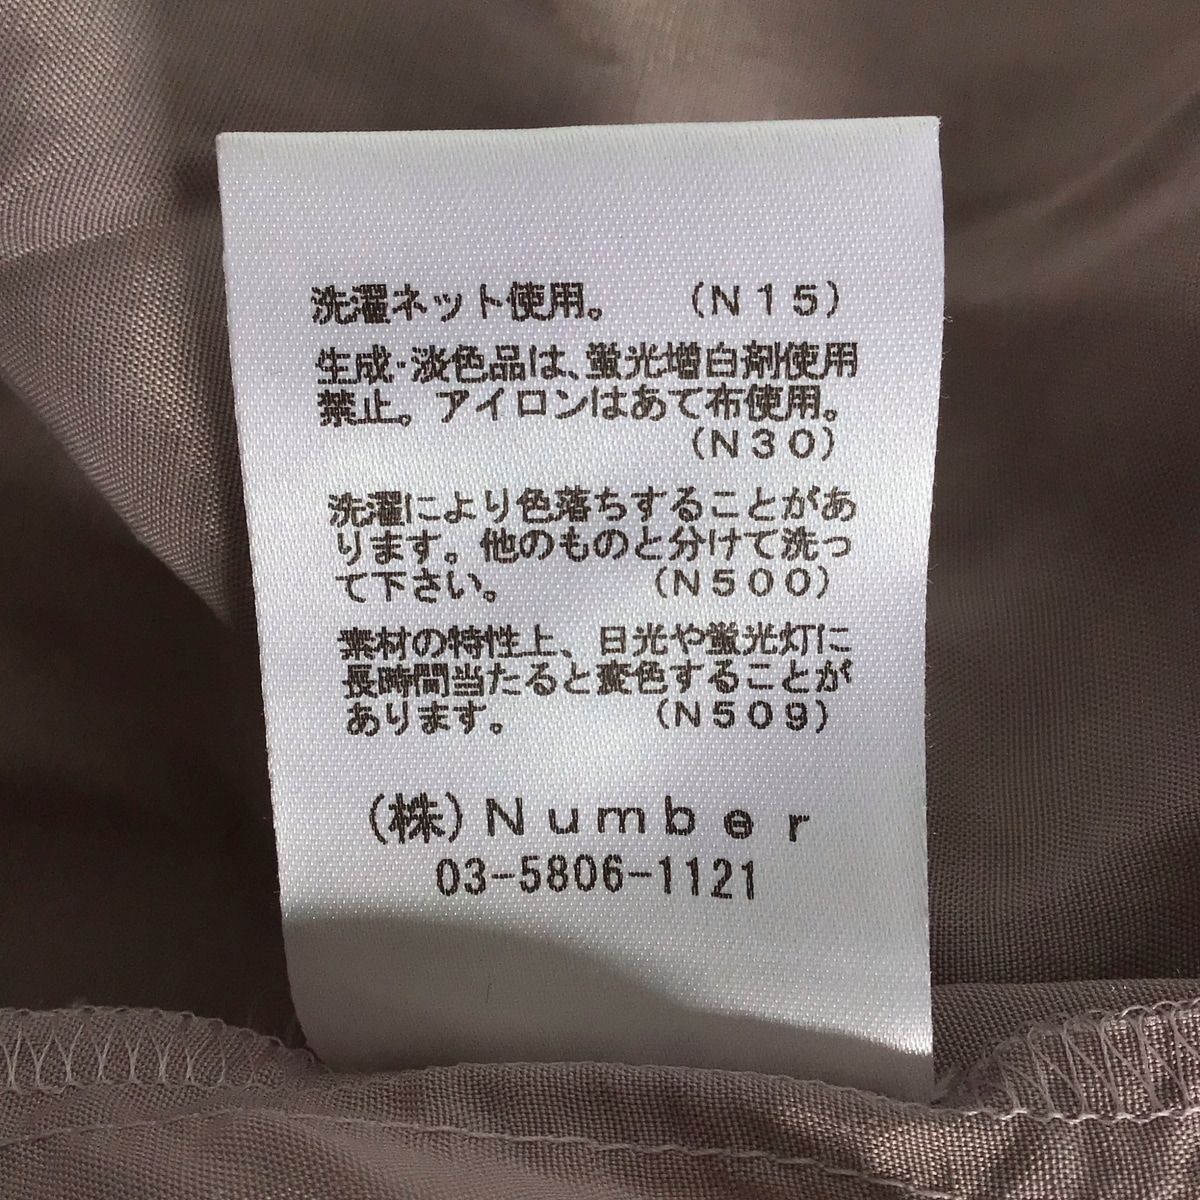 洗濯ネット使用。 (N15)
生成・淡色品は、蛍光増白剤使用
禁止。アイロンはあて布使用。
(N30)
洗濯により色落ちすることがあ
ります。他のものと分けて洗っ
て下さい。 (N500)
素材の特性上、日光や蛍光灯に
長時間当たると変色することが
あります。 (N509)
(株)Number
03-5806-1121